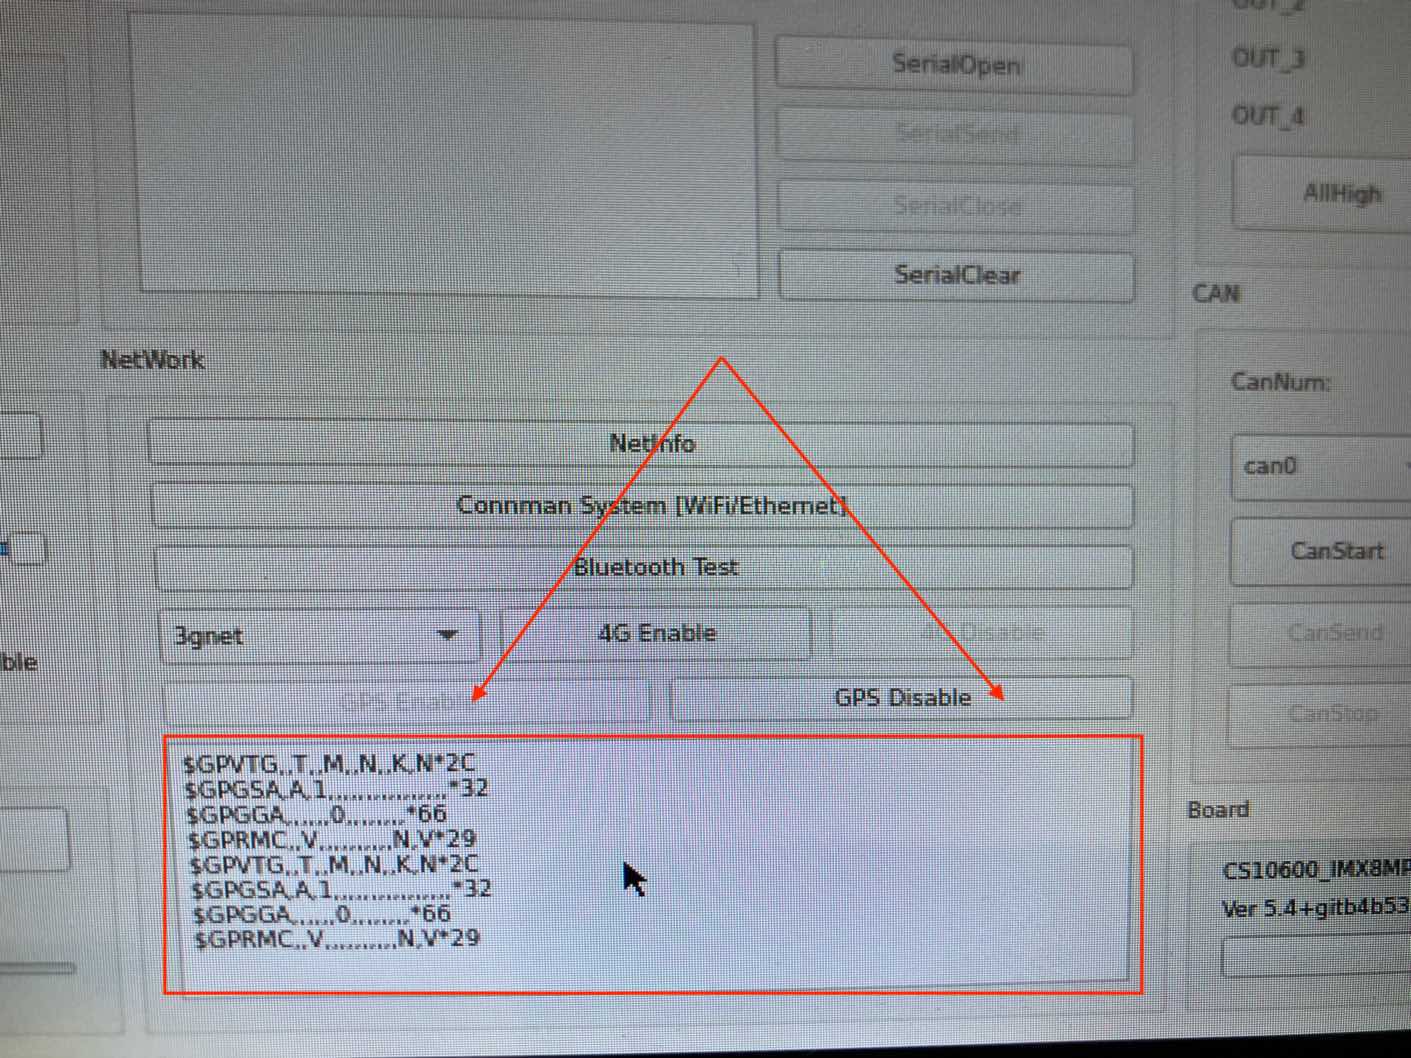 OUT_2
SerialOpen
OUT_3
SerialSend
OUT_4
SerialClose
AllHigh
SerialClear
CAN
NetWork
CanNum:
NetInfo
can0
Connman System [WiFi/Ethernet]
CanStart
Bluetooth Test
3gnet
4G Enable
4G Disable
CanSend
ble
GPS Enable
GPS Disable
CanStop
$GPVTG,,T,,M,,N,,K,N*2C
$GPGSA,A,1,,,,,,,,,,,,,,,,*32
$GPGGA,,,,,,0,,,,,,,,*66
$GPRMC,,V,,,,,,,,,,N,V*29
$GPVTG,,T,,M,,N,,K,N*2C
$GPGSA,A,1,,,,,,,,,,,,,,,,*32
$GPGGA,,,,,,0,,,,,,,,*66
$GPRMC,,V,,,,,,,,,,N,V*29
Board
CS10600_IMX8MP
Ver 5.4+gitb4b53